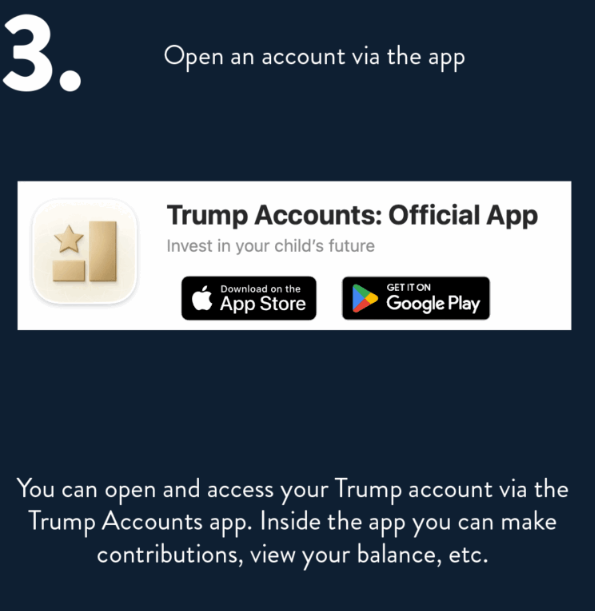 3.
Open an account via the app
Trump Accounts: Official App
Invest in your child's future
Download on the
App Store
GET IT ON
Google Play
You can open and access your Trump account via the
Trump Accounts app. Inside the app you can make
contributions, view your balance, etc.